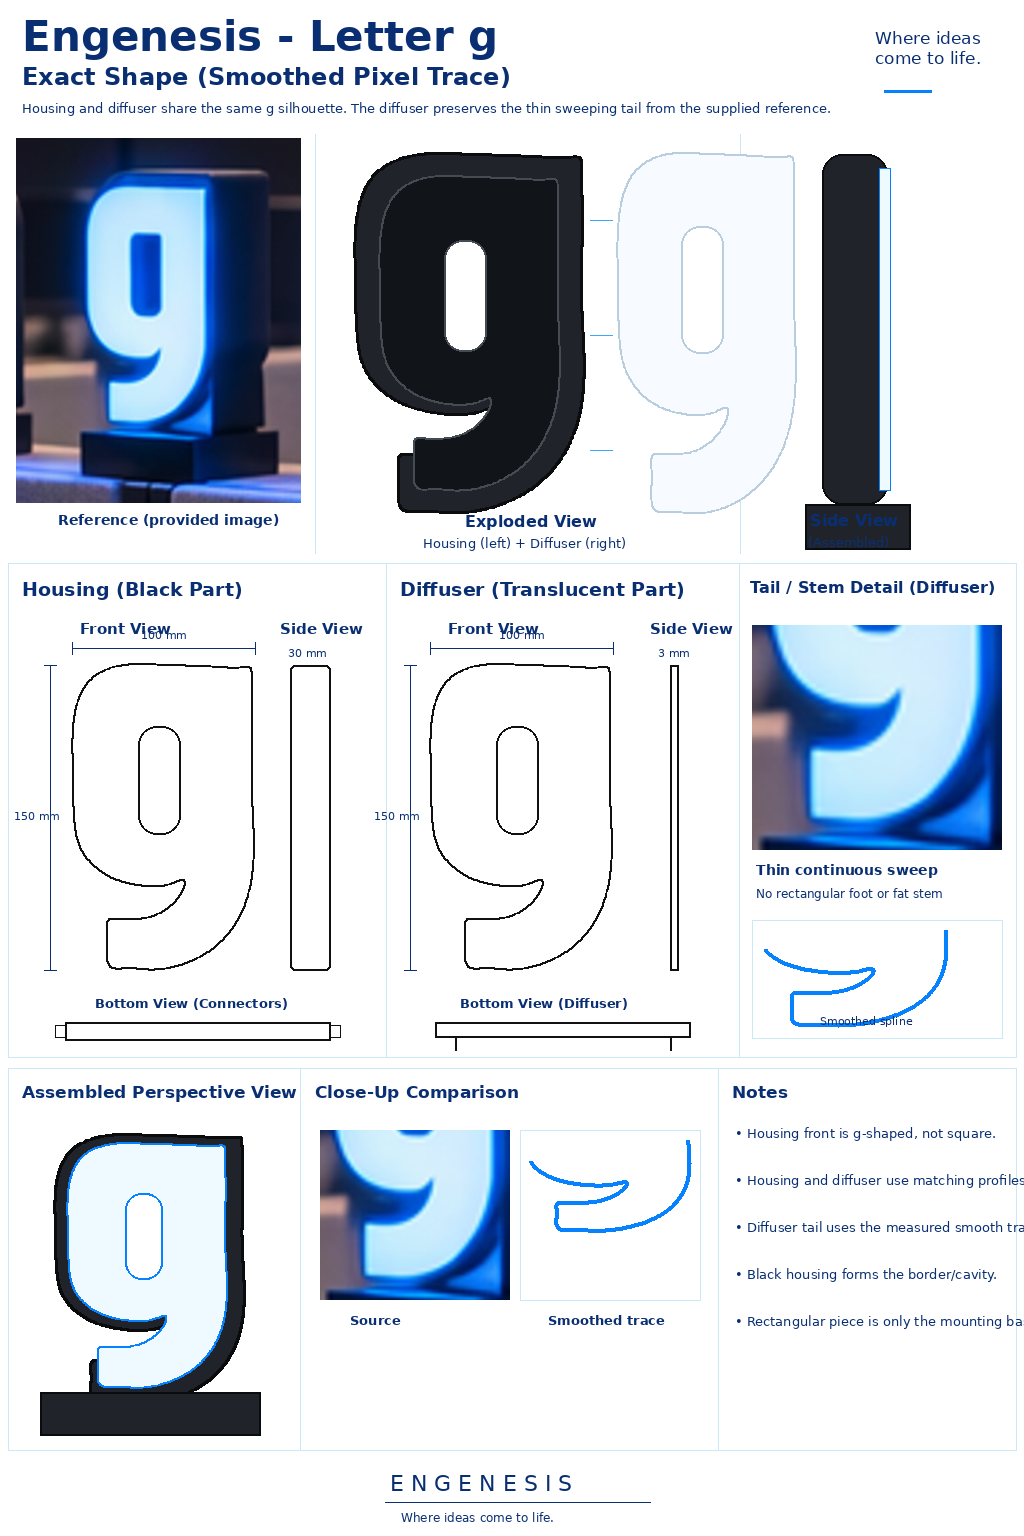 Engenesis - Letter g
Exact Shape (Smoothed Pixel Trace)
Housing and diffuser share the same g silhouette. The diffuser preserves the thin sweeping tail from the supplied reference.
Where ideas
come to life.
g
Reference (provided image)
Exploded View
Housing (left) + Diffuser (right)
Side View
(Assembled)
Housing (Black Part)
Front View
100 mm
Side View
30 mm
150 mm
Bottom View (Connectors)
Diffuser (Translucent Part)
Front View
100 mm
Side View
3 mm
150 mm
Bottom View (Diffuser)
Tail / Stem Detail (Diffuser)
Thin continuous sweep
No rectangular foot or fat stem
Smoothed spline
Assembled Perspective View
Close-Up Comparison
Source
Smoothed trace
Notes
• Housing front is g-shaped, not square.
• Housing and diffuser use matching profiles
• Diffuser tail uses the measured smooth tra
• Black housing forms the border/cavity.
• Rectangular piece is only the mounting ba
ENGENESIS
Where ideas come to life.